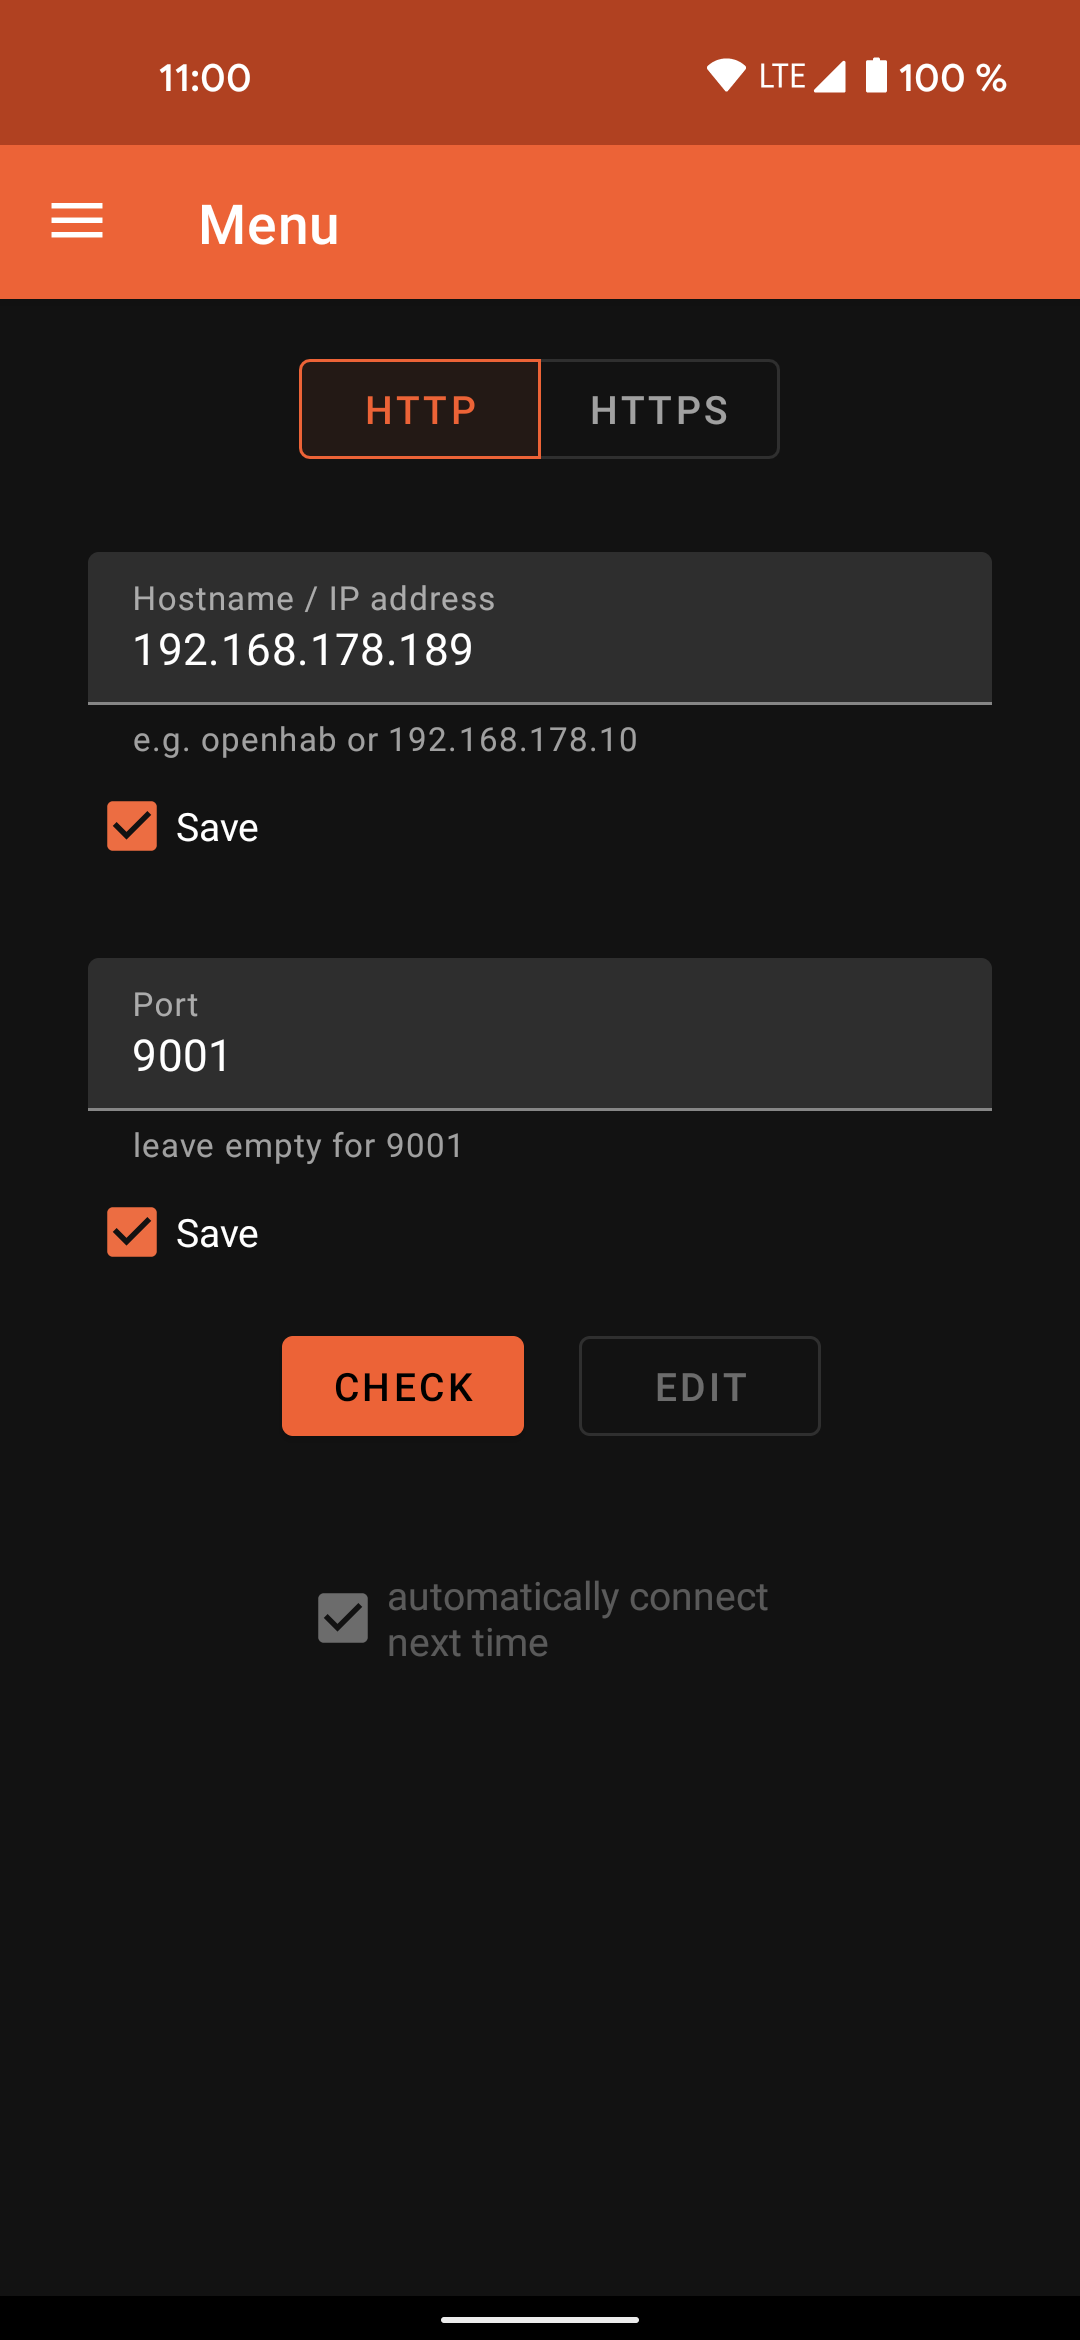 11:00 LTE 100 %
Menu
HTTP HTTPS
Hostname / IP address
192.168.178.189
e.g. openhab or 192.168.178.10
Save
Port
9001
leave empty for 9001
Save
CHECK EDIT
automatically connect
next time